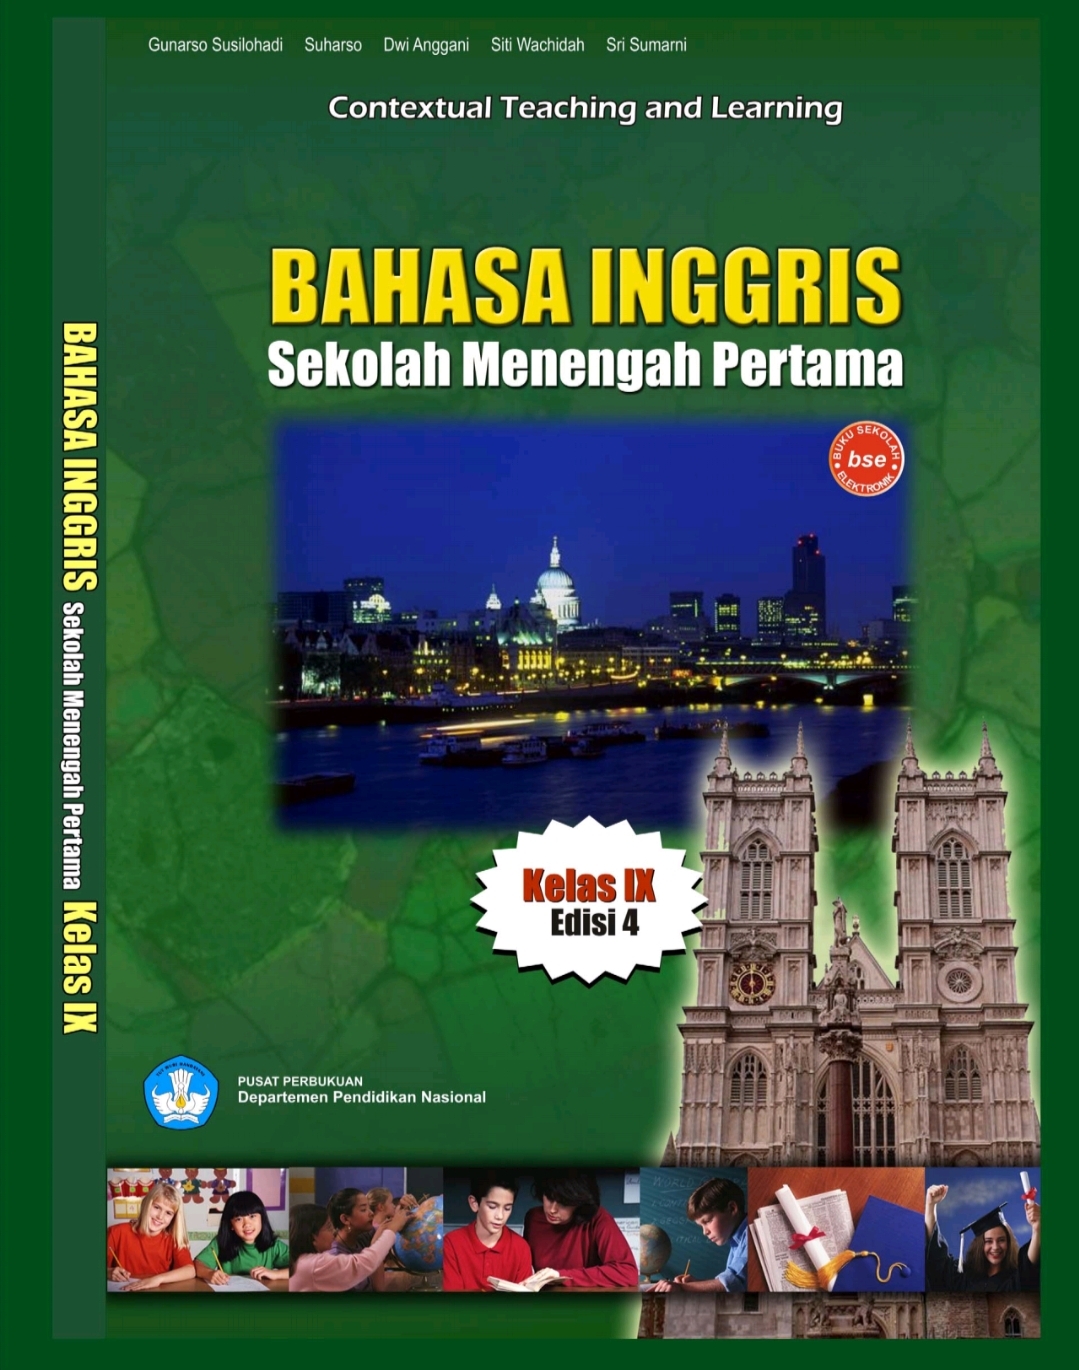 Gunarso Susilohadi Suharso Dwi Anggani Siti Wachidah Sri Sumarni
Contextual Teaching and Learning
BAHASA INGGRIS
Sekolah Menengah Pertama
BUKU SEKOLAH
bse
ELEKTRONIK
Kelas IX
Edisi 4
PUSAT PERBUKUAN
Departemen Pendidikan Nasional
BAHASA INGGRIS Sekolah Menengah Pertama Kelas IX